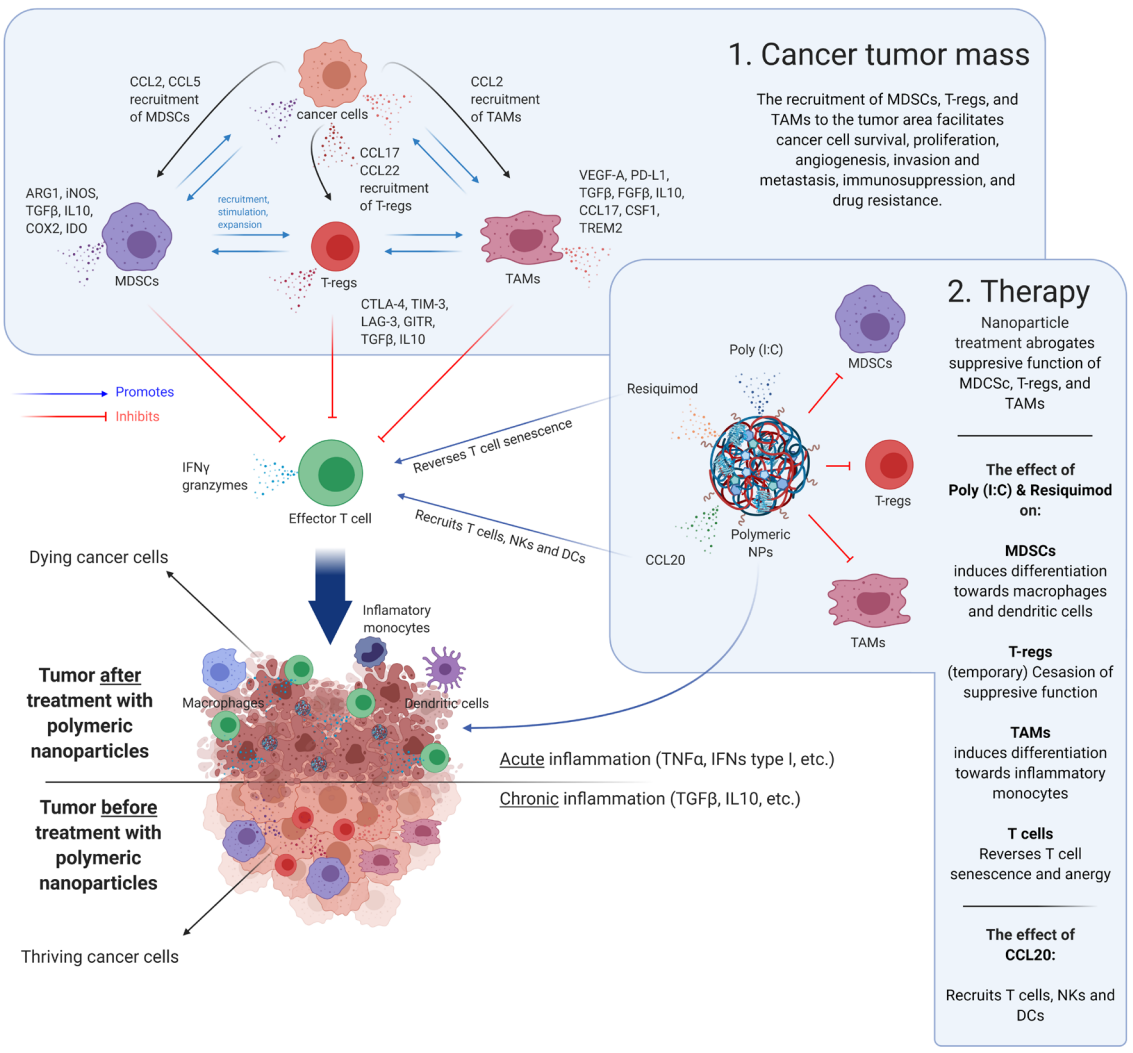 1. Cancer tumor mass
The recruitment of MDSCs, T-regs, and
TAMs to the tumor area facilitates
cancer cell survival, proliferation,
angiogenesis, invasion and
metastasis, immunosuppression, and
drug resistance.
CCL2, CCL5
recruitment
of MDSCs
cancer cells
CCL2
recruitment
of TAMs
CCL17
CCL22
recruitment
of T-regs
ARG1, iNOS,
TGFβ, IL10,
COX2, IDO
recruitment,
stimulation,
expansion
VEGF-A, PD-L1,
TGFβ, FGFβ, IL10,
CCL17, CSF1,
TREM2
MDSCs
T-regs
TAMs
CTLA-4, TIM-3,
LAG-3, GITR,
TGFβ, IL10
Promotes
Inhibits
IFNγ
granzymes
Effector T cell
Reverses T cell senescence
Recruits T cells, NKs and DCs
2. Therapy
Nanoparticle
treatment abrogates
suppresive function of
MDCSc, T-regs, and
TAMs
Poly (I:C)
Resiquimod
CCL20
Polymeric
NPs
MDSCs
T-regs
TAMs
The effect of
Poly (I:C) & Resiquimod
on:
MDSCs
induces differentiation
towards macrophages
and dendritic cells
T-regs
(temporary) Cesasion of
suppresive function
TAMs
induces differentiation
towards inflammatory
monocytes
T cells
Reverses T cell
senescence and anergy
The effect of
CCL20:
Recruits T cells, NKs and
DCs
Dying cancer cells
Inflamatory
monocytes
Macrophages
Dendritic cells
Tumor after
treatment with
polymeric
nanoparticles
Acute inflammation (TNFα, IFNs type I, etc.)
Chronic inflammation (TGFβ, IL10, etc.)
Tumor before
treatment with
polymeric
nanoparticles
Thriving cancer cells